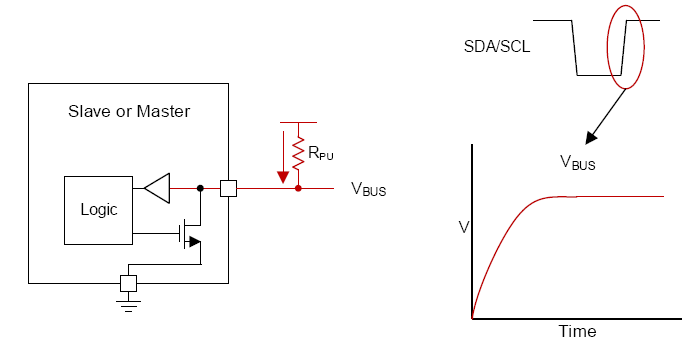 SDA/SCL
Slave or Master
RPU
VBUS
VBUS
Logic
V
Time